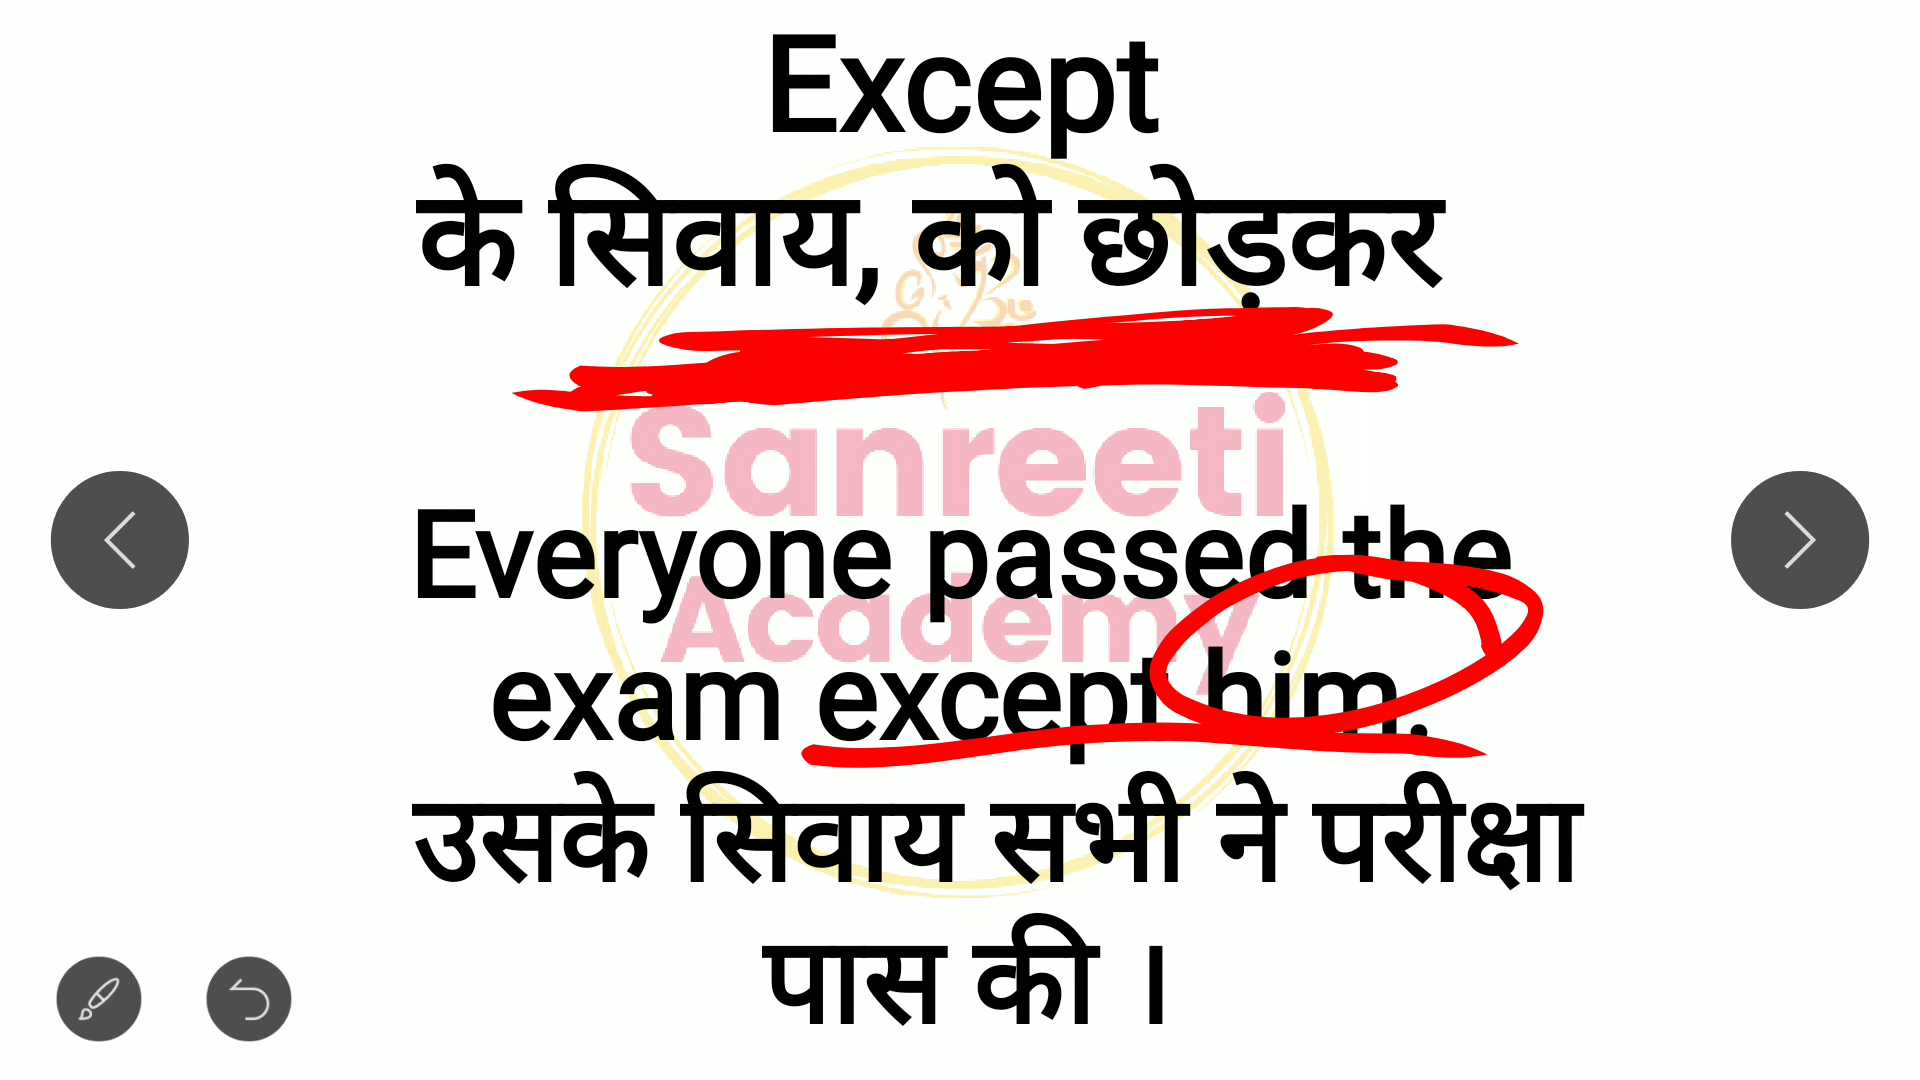 Except
के सिवाय, को छोड़कर
Sanreeti
Academy
Everyone passed the
exam except him.
उसके सिवाय सभी ने परीक्षा
पास की ।